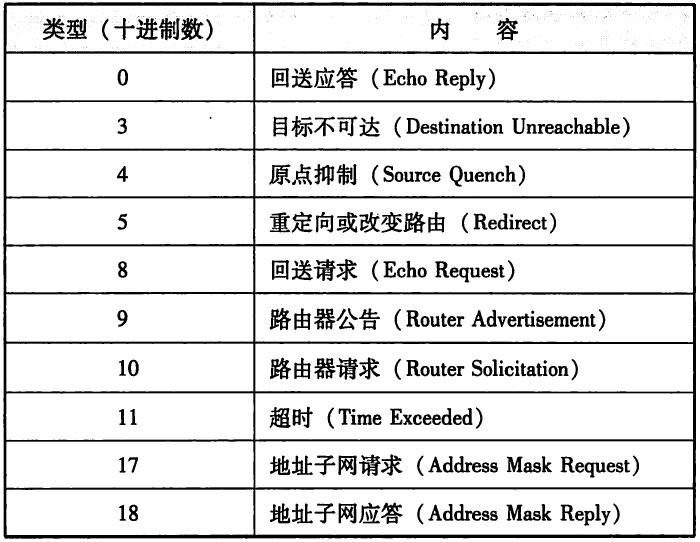 类型（十进制数） 内 容
0 回送应答（Echo Reply）
3 目标不可达（Destination Unreachable）
4 原点抑制（Source Quench）
5 重定向或改变路由（Redirect）
8 回送请求（Echo Request）
9 路由器公告（Router Advertisement）
10 路由器请求（Router Solicitation）
11 超时（Time Exceeded）
17 地址子网请求（Address Mask Request）
18 地址子网应答（Address Mask Reply）